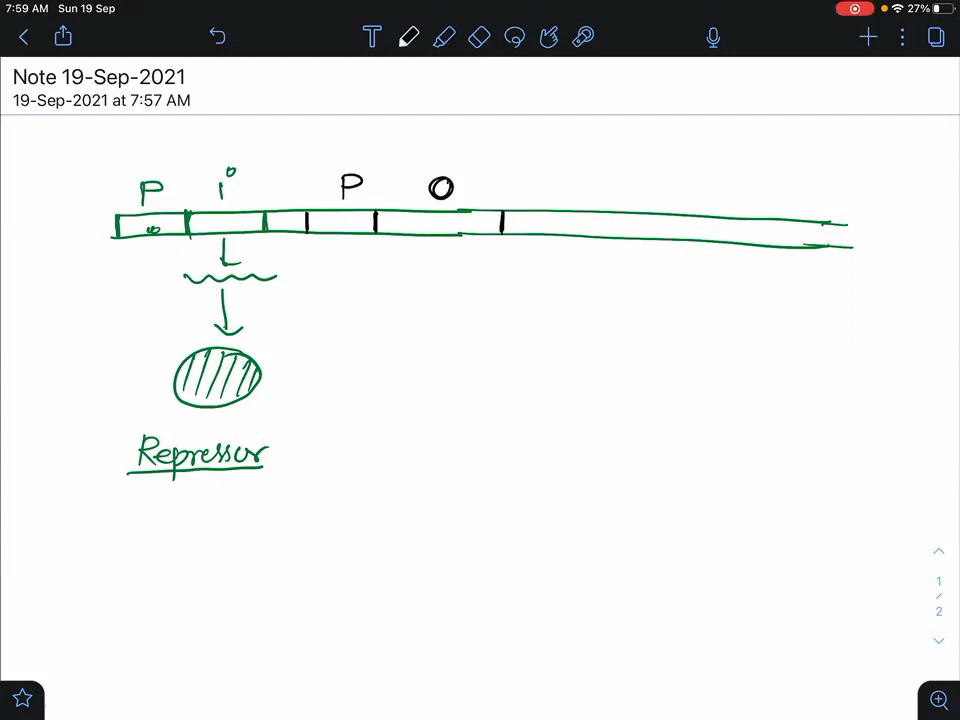 7:59 AM Sun 19 Sep 27%
T
Note 19-Sep-2021
19-Sep-2021 at 7:57 AM
P i P O
Repressor
1
/
2